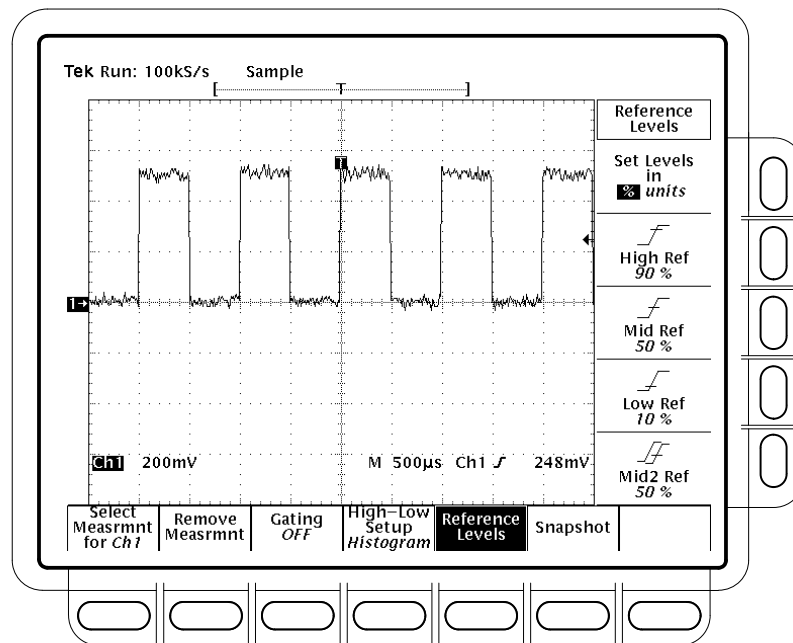 Tek Run: 100kS/s Sample
[ T ]
Reference
Levels
Set Levels
in
% units
T
High Ref
90 %
1→
Mid Ref
50 %
Low Ref
10 %
Ch1 200mV M 500µs Ch1 248mV
Mid2 Ref
50 %
Select
Measrmnt
for Ch1
Remove
Measrmnt
Gating
OFF
High–Low
Setup
Histogram
Reference
Levels
Snapshot